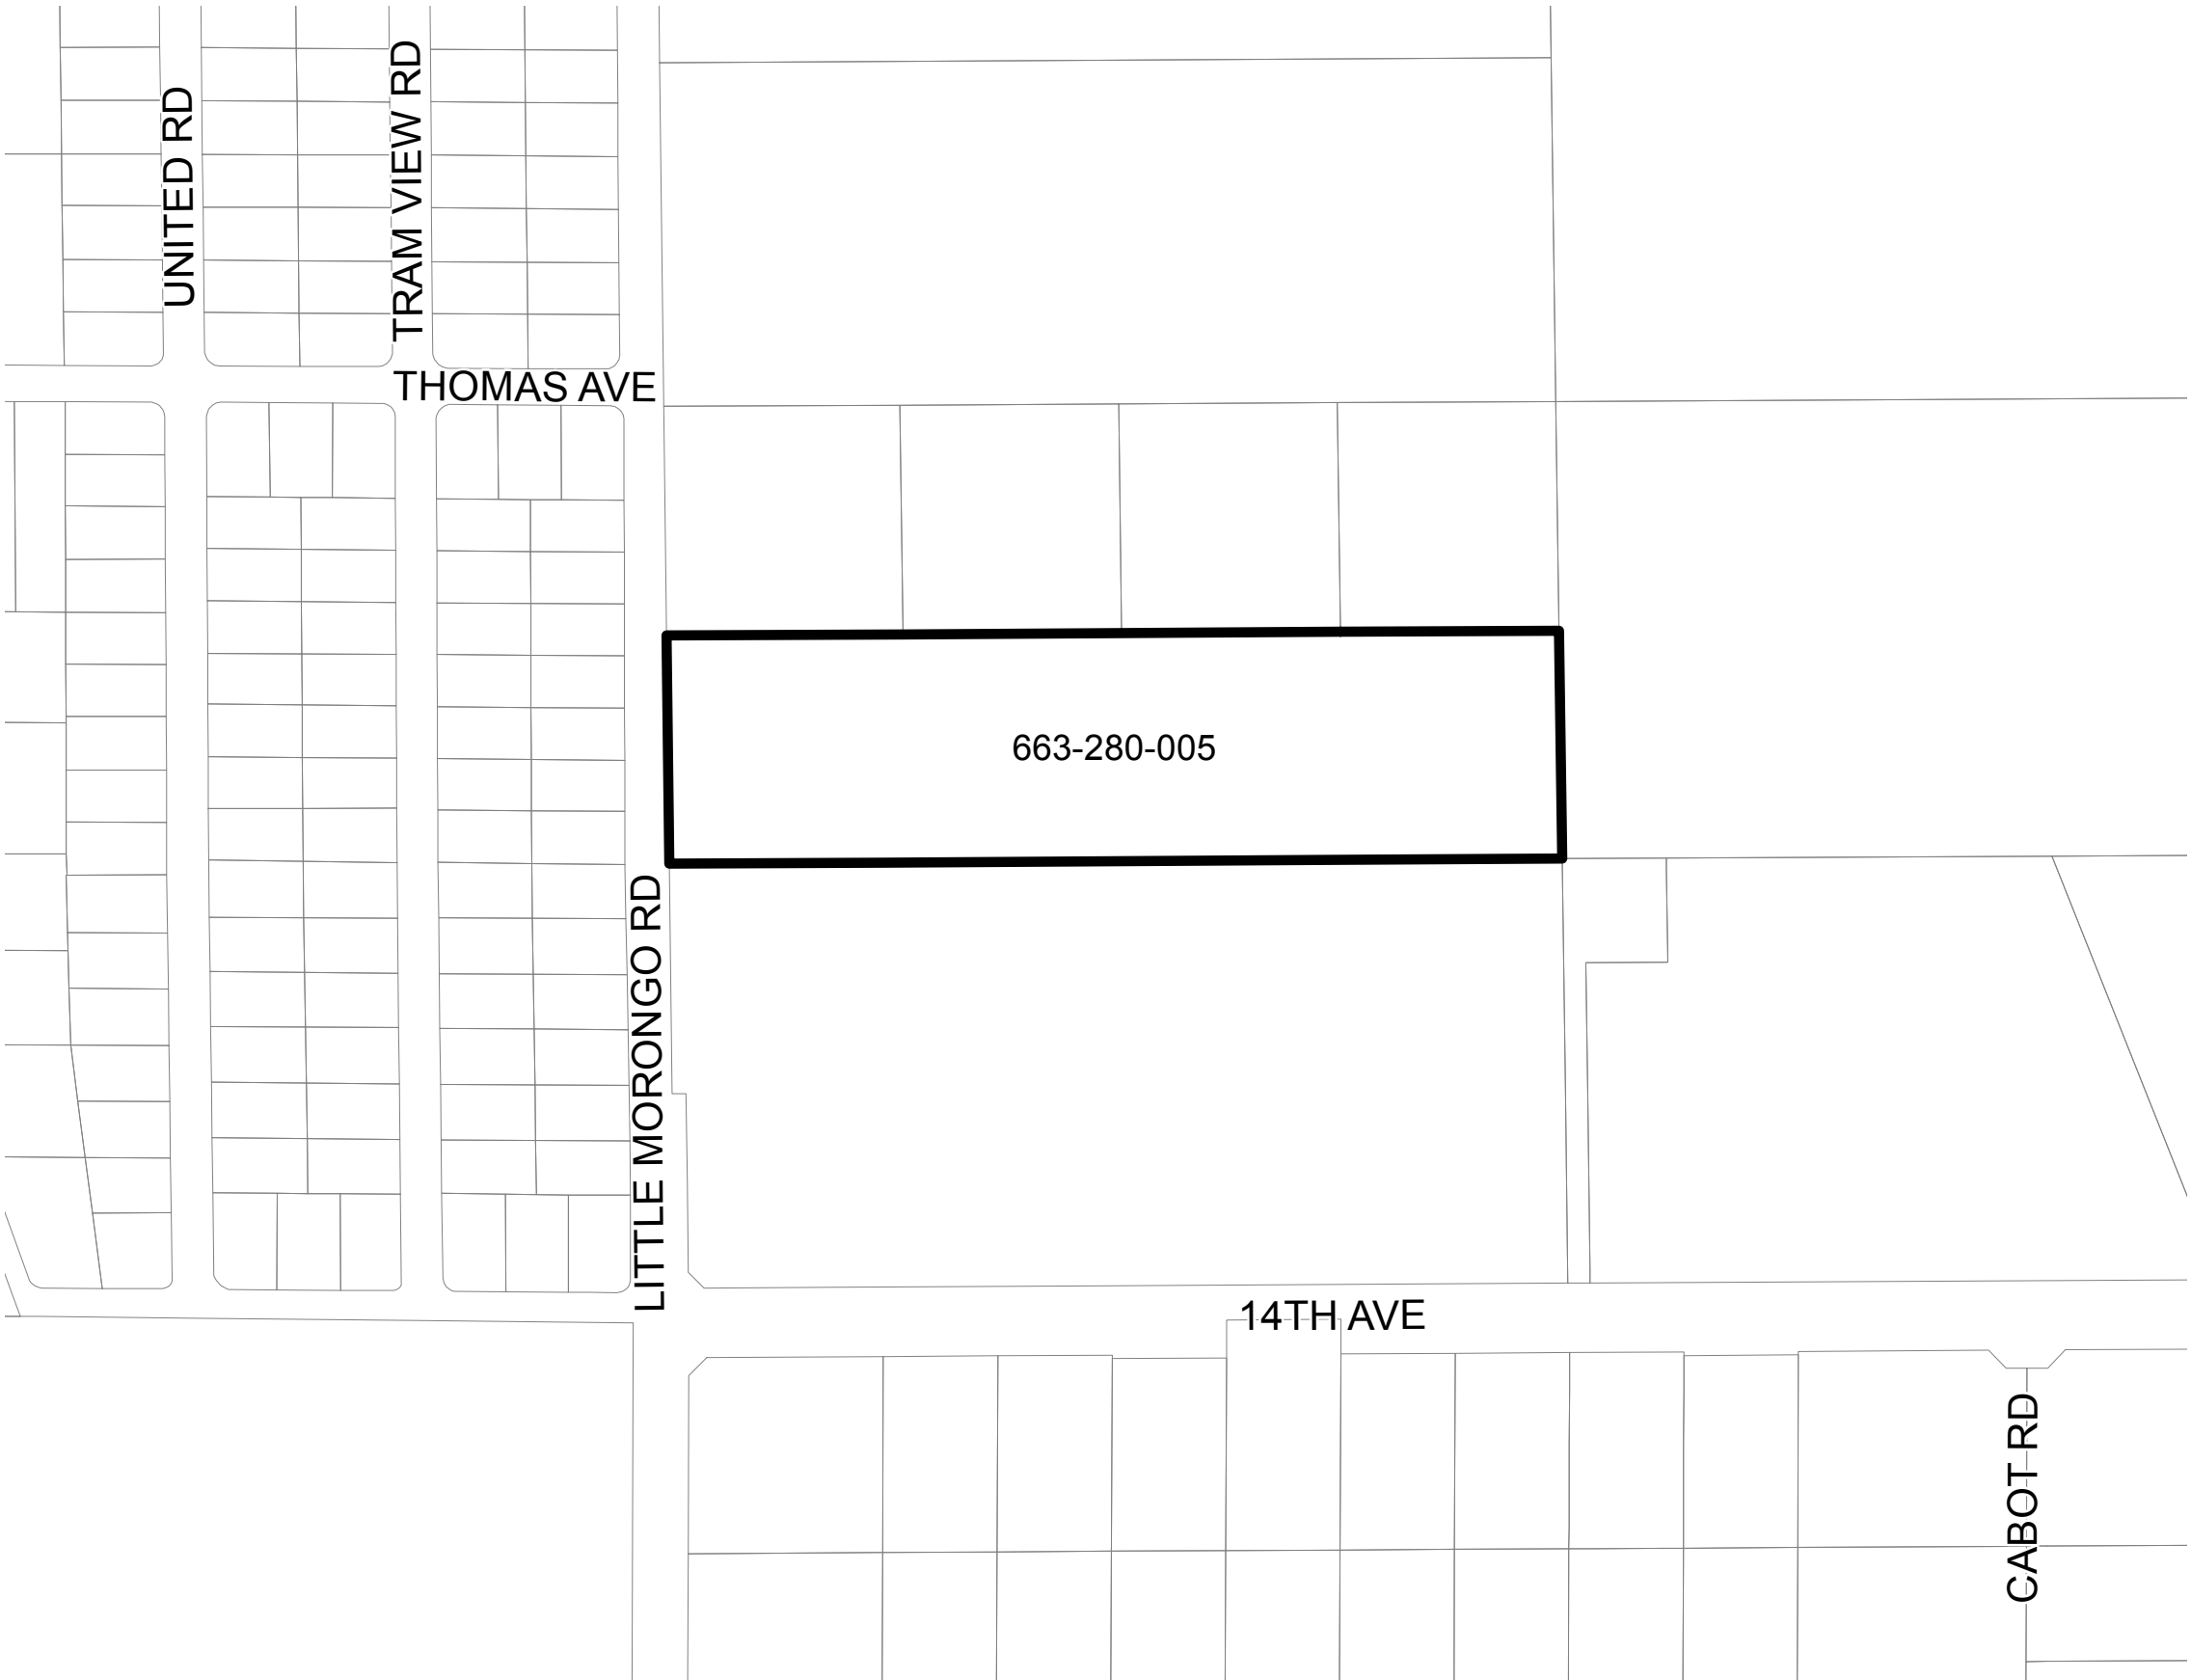 UNITED RD
TRAM VIEW RD
THOMAS AVE
663-280-005
LITTLE MORONGO RD
14TH AVE
CABOT RD